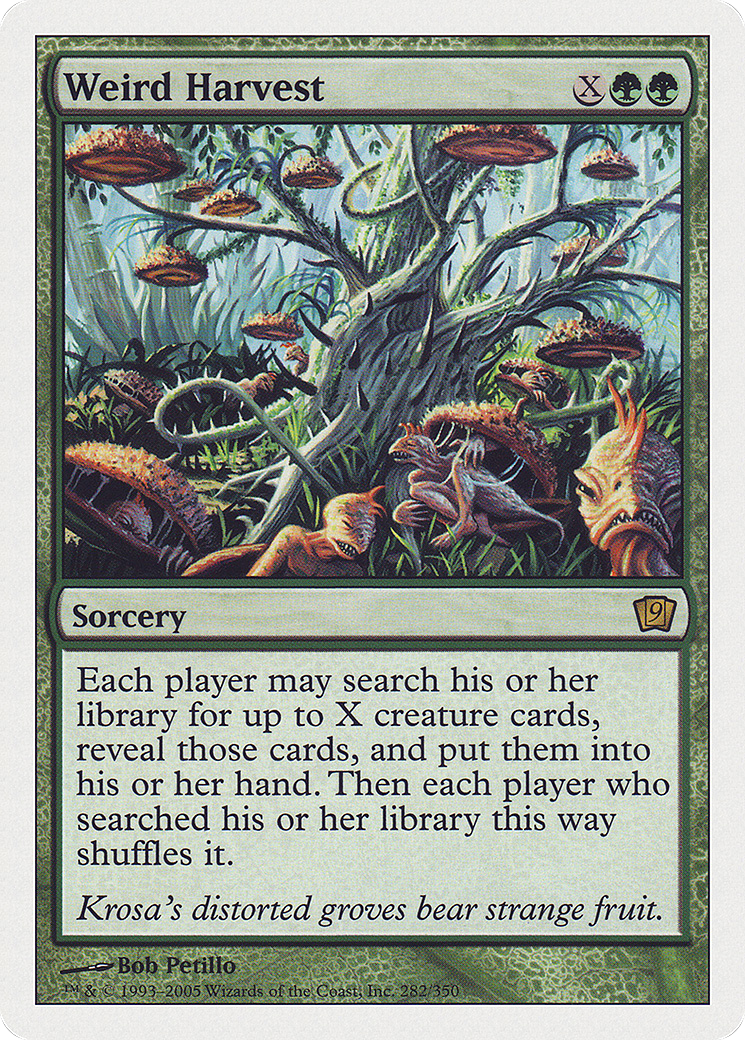 Weird Harvest X
Sorcery 9
Each player may search his or her
library for up to X creature cards,
reveal those cards, and put them into
his or her hand. Then each player who
searched his or her library this way
shuffles it.
Krosa's distorted groves bear strange fruit.
Bob Petillo
™ & © 1993–2005 Wizards of the Coast, Inc. 282/350